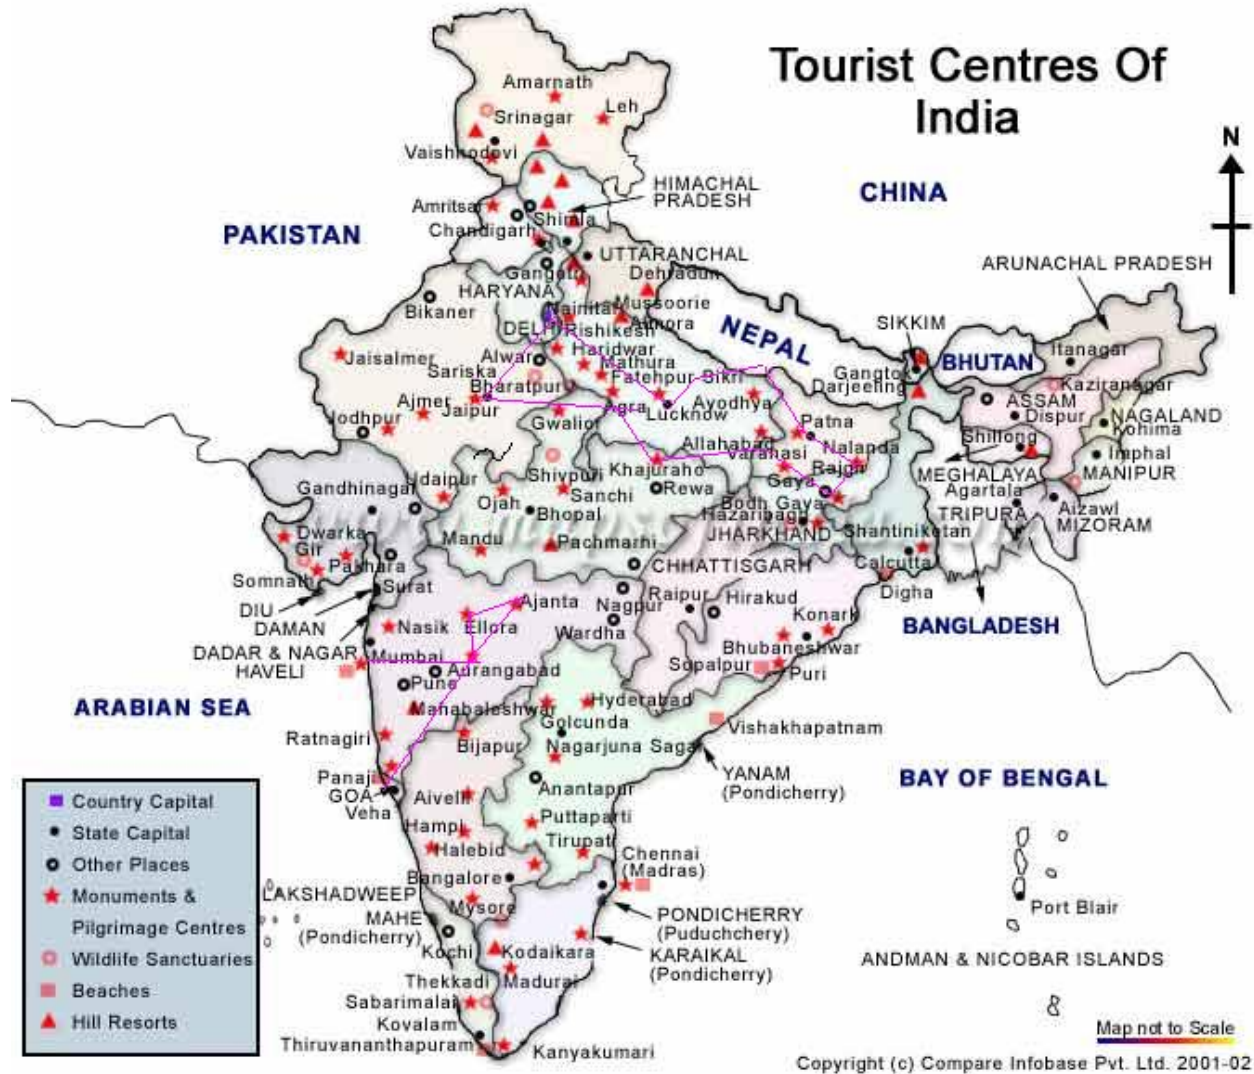 Tourist Centres Of
India
N
Amarnath
Leh
Srinagar
Vaishnodovi
CHINA
HIMACHAL
PRADESH
Amritsar
Shimla
Chandigarh
PAKISTAN
UTTARANCHAL
Dehradun
Gangotri
HARYANA
ARUNACHAL PRADESH
Bikaner
Mussoorie
Nainital
Almora
DELHI
Rishikesh
NEPAL
SIKKIM
BHUTAN
Itanagar
Jaisalmer
Alwar
Haridwar
Sariska
Mathura
Gangtok
Darjeeling
Kaziranagar
Bharatpur
Fatehpur Sikri
ASSAM
Ajmer
Jaipur
Agra
Lucknow
Ayodhya
Dispur
NAGALAND
Kohima
Jodhpur
Gwalior
Patna
Shillong
Allahabad
Varanasi
Nalanda
Imphal
Khajuraho
Rajgir
MEGHALAYA
MANIPUR
Udaipur
Shivpuri
Gaya
Agartala
Gandhinagar
Ojah
Sanchi
Rewa
Bodh Gaya
TRIPURA
Aizawl
Bhopal
Hazaribagh
MIZORAM
Dwarka
Mandu
Pachmarhi
JHARKHAND
Shantiniketan
Gir
Pakhara
CHHATTISGARH
Calcutta
Somnath
Surat
Digha
DIU
Ajanta
Nagpur
Raipur
Hirakud
DAMAN
Nasik
Ellora
Wardha
Konark
BANGLADESH
DADAR & NAGAR
HAVELI
Mumbai
Bhubaneshwar
Aurangabad
Sopalpur
Puri
Pune
ARABIAN SEA
Mahabaleshwar
Hyderabad
Golcunda
Vishakhapatnam
Ratnagiri
Bijapur
Nagarjuna Sagar
Panaji
YANAM
(Pondicherry)
BAY OF BENGAL
GOA
Anantapur
Veha
Aivelli
Puttaparti
Hampi
Tirupati
Halebid
Chennai
(Madras)
Bangalore
LAKSHADWEEP
Mysore
MAHE
(Pondicherry)
PONDICHERRY
(Puduchchery)
Port Blair
Kochi
Kodaikara
KARAIKAL
(Pondicherry)
ANDMAN & NICOBAR ISLANDS
Thekkadi
Madurai
Sabarimalai
Kovalam
Thiruvananthapuram
Kanyakumari
Country Capital
State Capital
Other Places
Monuments &
Pilgrimage Centres
Wildlife Sanctuaries
Beaches
Hill Resorts
Map not to Scale
Copyright (c) Compare Infobase Pvt. Ltd. 2001-02